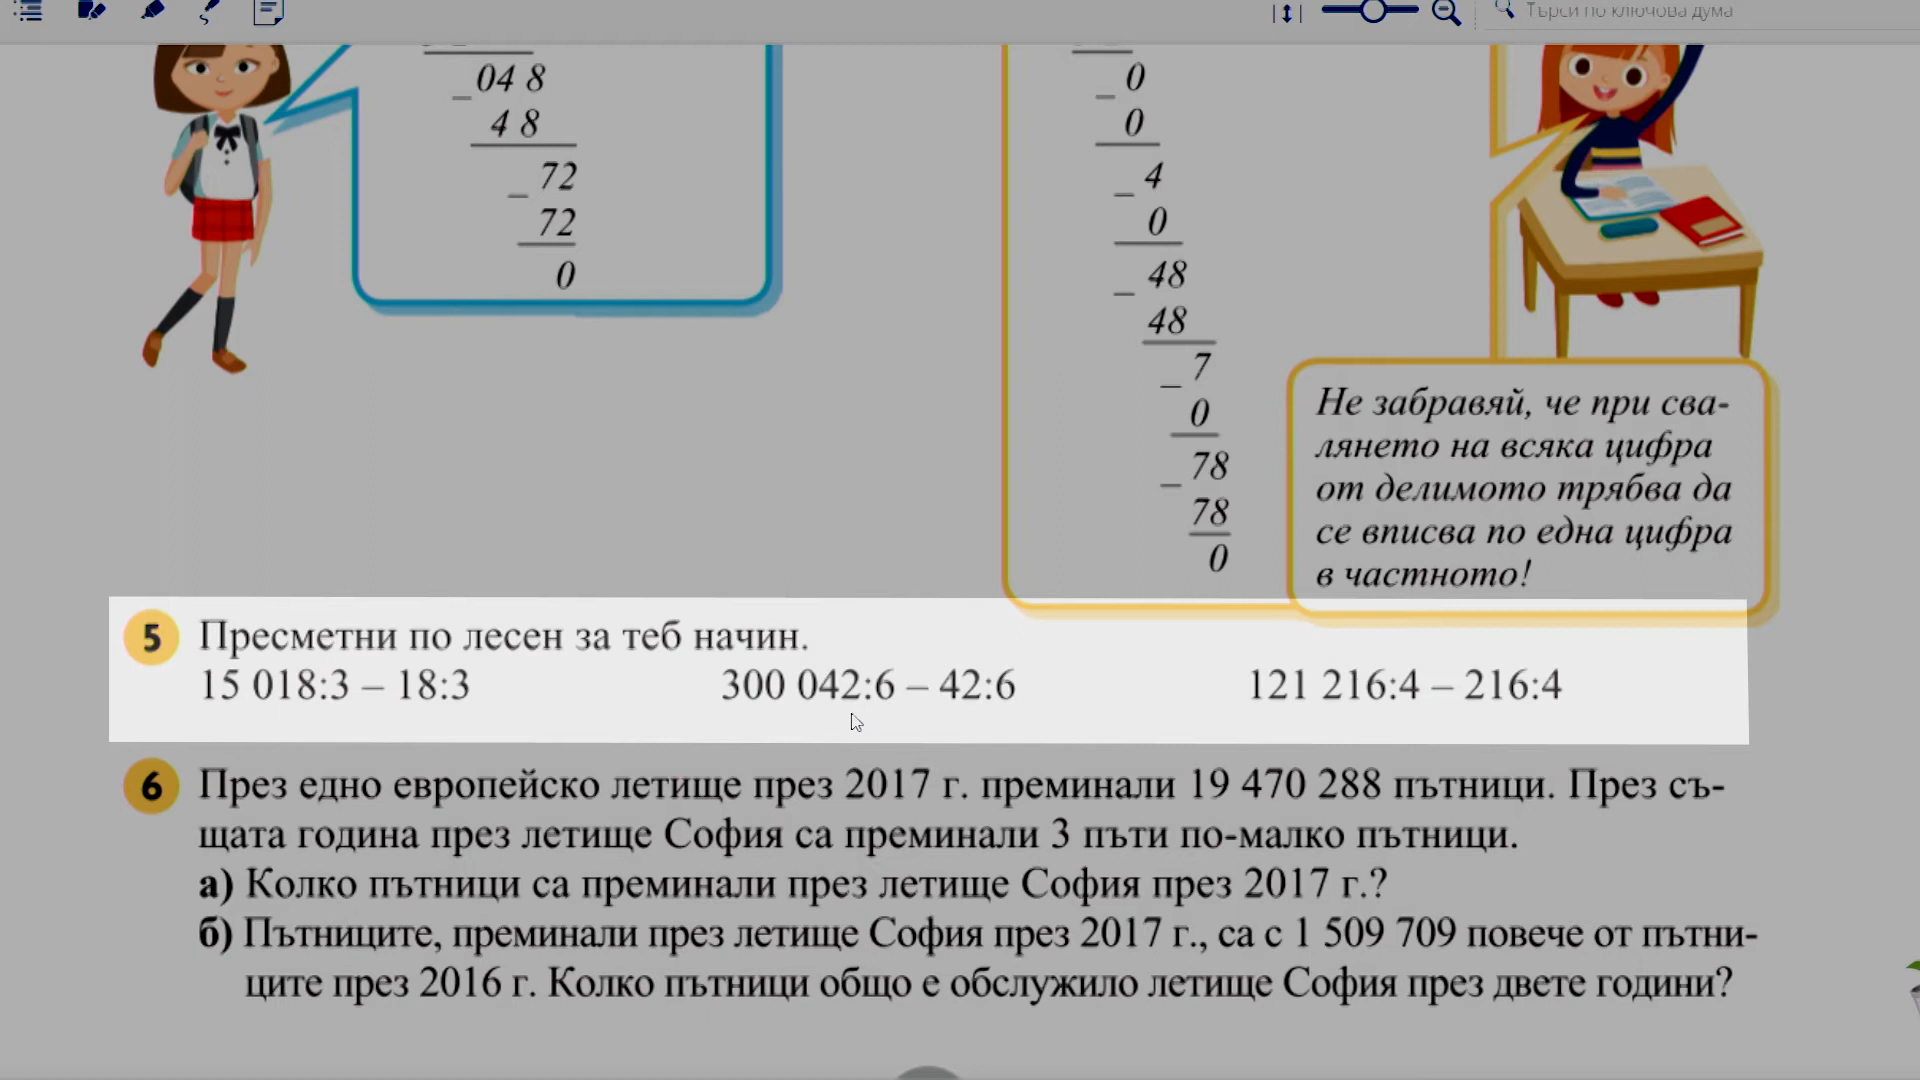 Търси по ключова дума
04 8
4 8
72
72
0
0
0
4
0
48
48
7
0
78
78
0
Не забравяй, че при сва-
лянето на всяка цифра
от делимото трябва да
се вписва по една цифра
в частното!
5 Пресметни по лесен за теб начин.
15 018:3 – 18:3 300 042:6 – 42:6 121 216:4 – 216:4
6 През едно европейско летище през 2017 г. преминали 19 470 288 пътници. През съ-
щата година през летище София са преминали 3 пъти по-малко пътници.
а) Колко пътници са преминали през летище София през 2017 г.?
б) Пътниците, преминали през летище София през 2017 г., са с 1 509 709 повече от пътни-
ците през 2016 г. Колко пътници общо е обслужило летище София през двете години?